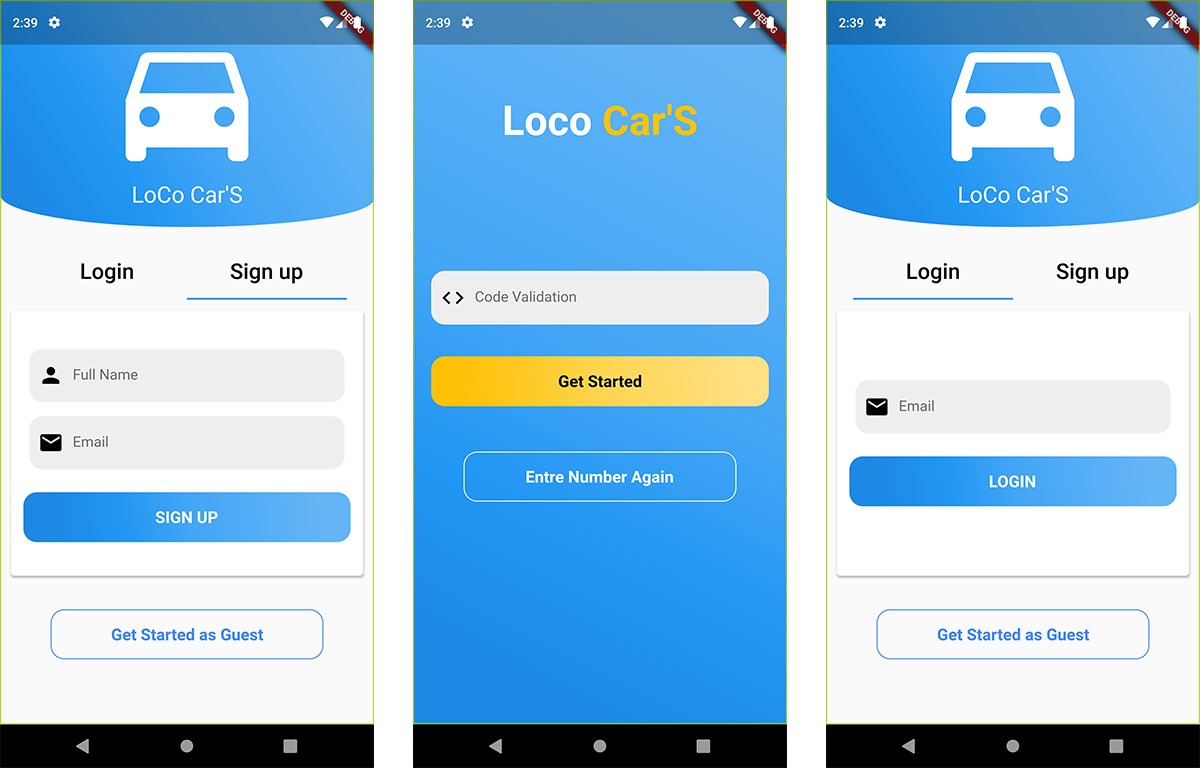 2:39
DEBUG
LoCo Car'S
Login Sign up
Full Name
Email
SIGN UP
Get Started as Guest
2:39
DEBUG
Loco Car'S
Code Validation
Get Started
Entre Number Again
2:39
DEBUG
LoCo Car'S
Login Sign up
Email
LOGIN
Get Started as Guest